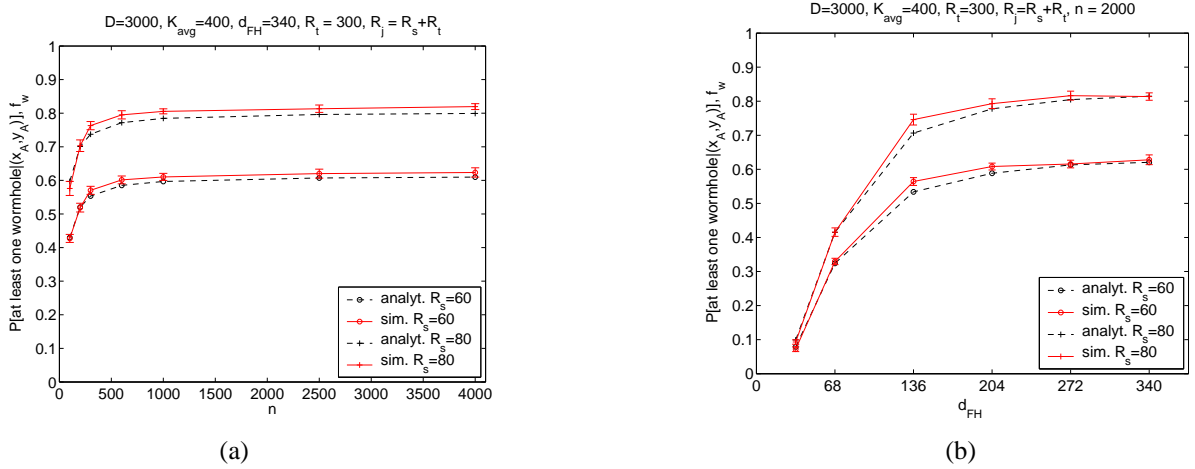 D=3000, K_avg=400, d_FH=340, R_t = 300, R_j = R_s+R_t
1
0.9
0.8
0.7
0.6
0.5
0.4
0.3
0.2
0.1
0
P[at least one wormhole|(x_A,y_A)], f_w
analyt. R_s=60
sim. R_s=60
analyt. R_s=80
sim. R_s=80
0 500 1000 1500 2000 2500 3000 3500 4000
n
(a)
D=3000, K_avg=400, R_t=300, R_j=R_s+R_t, n = 2000
1
0.9
0.8
0.7
0.6
0.5
0.4
0.3
0.2
0.1
0
P[at least one wormhole|(x_A,y_A)], f_w
analyt. R_s=60
sim. R_s=60
analyt. R_s=80
sim. R_s=80
0 68 136 204 272 340
d_FH
(b)